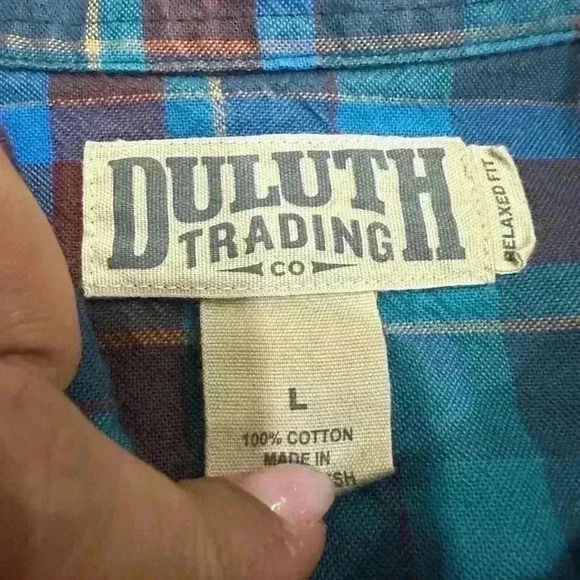 DULUTH
TRADING
CO
RELAXED FIT
L
100% COTTON
MADE IN